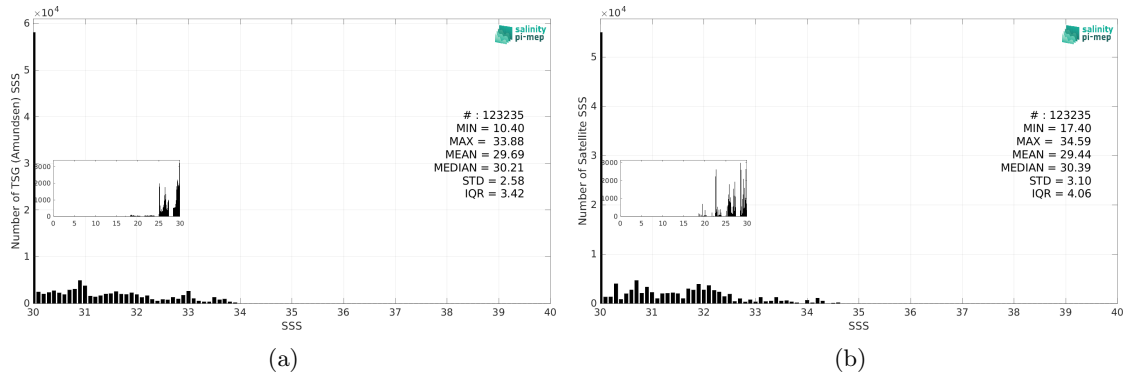 ×10⁴
6
5
4
3
2
1
0
Number of TSG (Amundsen) SSS
salinity
pi-mep
# : 123235
MIN = 10.40
MAX = 33.88
MEAN = 29.69
MEDIAN = 30.21
STD = 2.58
IQR = 3.42
3000
2000
1000
0
0 5 10 15 20 25 30
30 31 32 33 34 35 36 37 38 39 40
SSS
(a)
×10⁴
5
4
3
2
1
0
Number of Satellite SSS
salinity
pi-mep
# : 123235
MIN = 17.40
MAX = 34.59
MEAN = 29.44
MEDIAN = 30.39
STD = 3.10
IQR = 4.06
3000
2000
1000
0
0 5 10 15 20 25 30
30 31 32 33 34 35 36 37 38 39 40
SSS
(b)